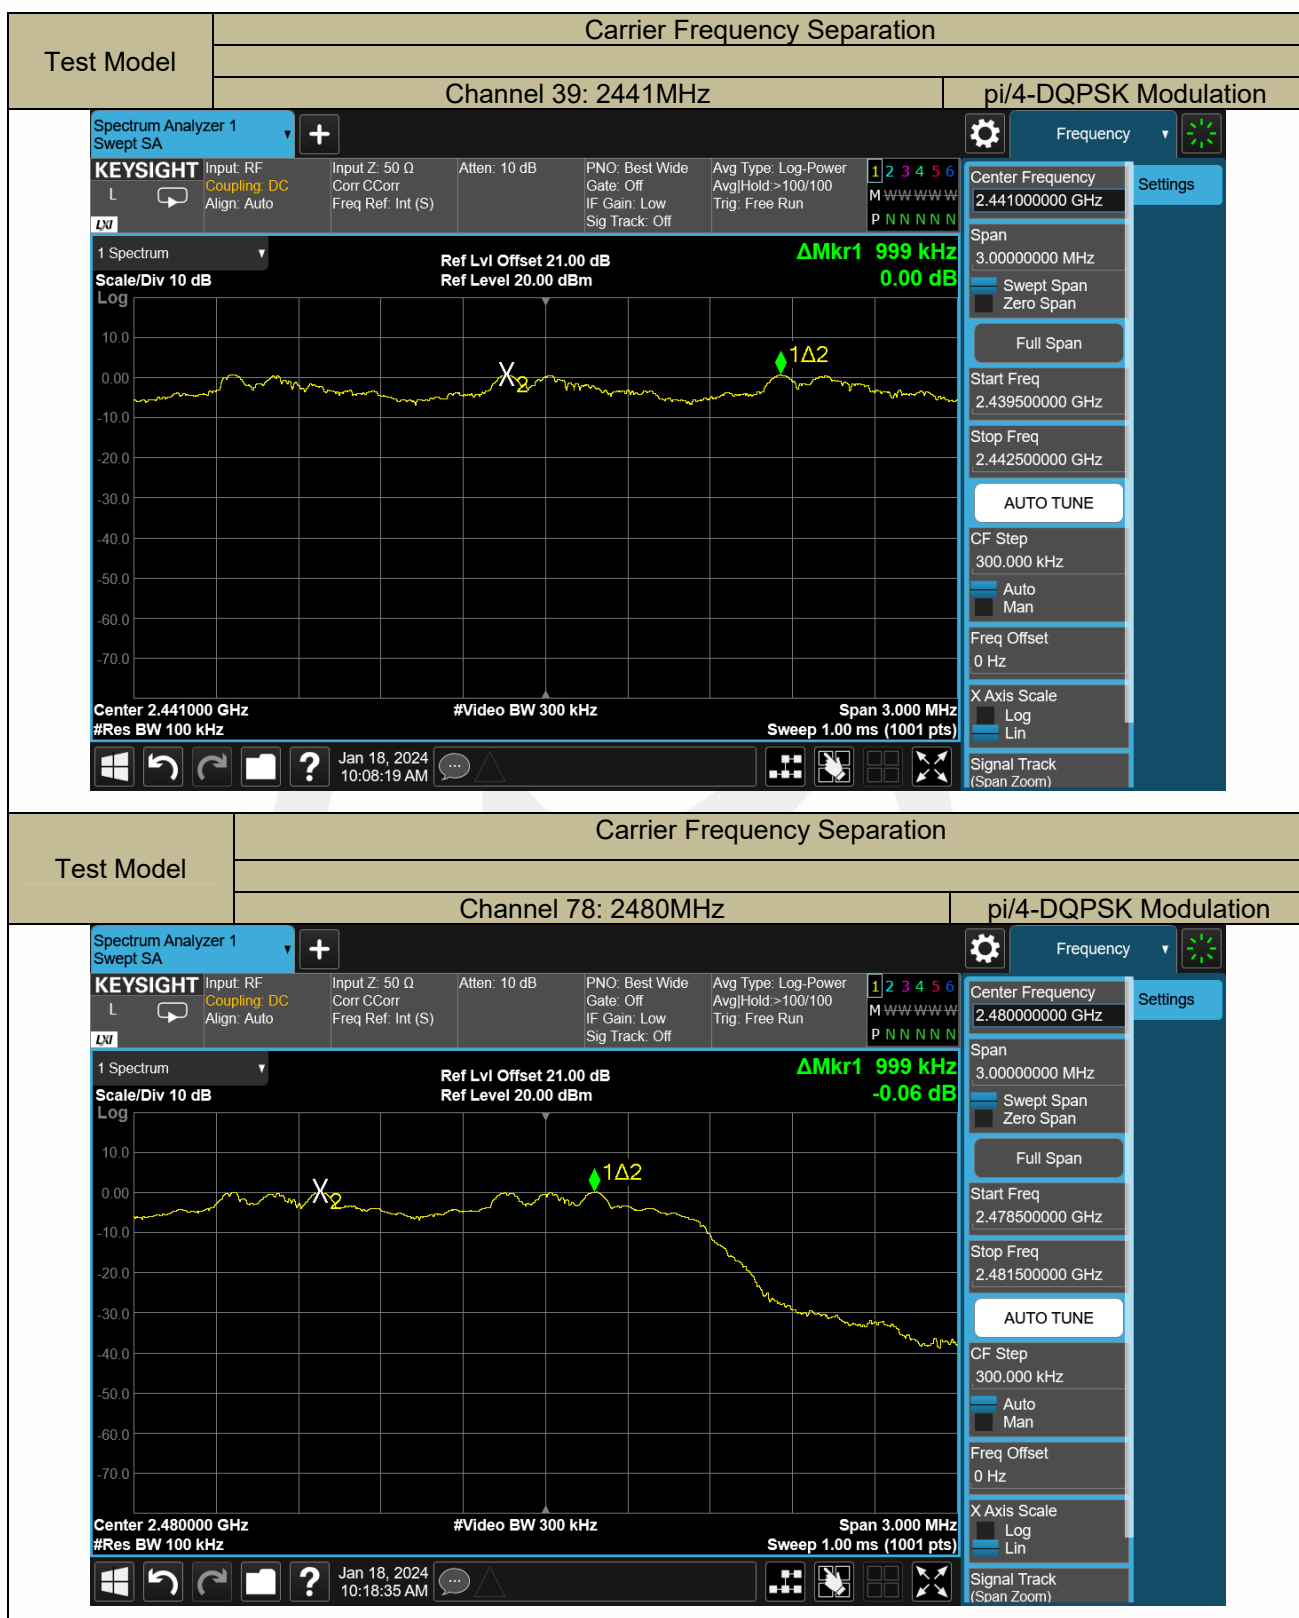 Test Model
Carrier Frequency Separation
Channel 39: 2441MHz
pi/4-DQPSK Modulation
Spectrum Analyzer 1
Swept SA
Frequency
KEYSIGHT
L
LXI
Input: RF
Coupling: DC
Align: Auto
Input Z: 50 Ω
Corr CCorr
Freq Ref: Int (S)
Atten: 10 dB
PNO: Best Wide
Gate: Off
IF Gain: Low
Sig Track: Off
Avg Type: Log-Power
Avg|Hold:>100/100
Trig: Free Run
1 2 3 4 5 6
M W W W W W
P N N N N N
1 Spectrum
Scale/Div 10 dB
Log
Ref Lvl Offset 21.00 dB
Ref Level 20.00 dBm
ΔMkr1 999 kHz
0.00 dB
10.0
0.00
-10.0
-20.0
-30.0
-40.0
-50.0
-60.0
-70.0
X2
1Δ2
Center 2.441000 GHz
#Res BW 100 kHz
#Video BW 300 kHz
Span 3.000 MHz
Sweep 1.00 ms (1001 pts)
Jan 18, 2024
10:08:19 AM
Center Frequency
2.441000000 GHz
Settings
Span
3.00000000 MHz
Swept Span
Zero Span
Full Span
Start Freq
2.439500000 GHz
Stop Freq
2.442500000 GHz
AUTO TUNE
CF Step
300.000 kHz
Auto
Man
Freq Offset
0 Hz
X Axis Scale
Log
Lin
Signal Track
(Span Zoom)
Test Model
Carrier Frequency Separation
Channel 78: 2480MHz
pi/4-DQPSK Modulation
Spectrum Analyzer 1
Swept SA
Frequency
KEYSIGHT
L
LXI
Input: RF
Coupling: DC
Align: Auto
Input Z: 50 Ω
Corr CCorr
Freq Ref: Int (S)
Atten: 10 dB
PNO: Best Wide
Gate: Off
IF Gain: Low
Sig Track: Off
Avg Type: Log-Power
Avg|Hold:>100/100
Trig: Free Run
1 2 3 4 5 6
M W W W W W
P N N N N N
1 Spectrum
Scale/Div 10 dB
Log
Ref Lvl Offset 21.00 dB
Ref Level 20.00 dBm
ΔMkr1 999 kHz
-0.06 dB
10.0
0.00
-10.0
-20.0
-30.0
-40.0
-50.0
-60.0
-70.0
X2
1Δ2
Center 2.480000 GHz
#Res BW 100 kHz
#Video BW 300 kHz
Span 3.000 MHz
Sweep 1.00 ms (1001 pts)
Jan 18, 2024
10:18:35 AM
Center Frequency
2.480000000 GHz
Settings
Span
3.00000000 MHz
Swept Span
Zero Span
Full Span
Start Freq
2.478500000 GHz
Stop Freq
2.481500000 GHz
AUTO TUNE
CF Step
300.000 kHz
Auto
Man
Freq Offset
0 Hz
X Axis Scale
Log
Lin
Signal Track
(Span Zoom)